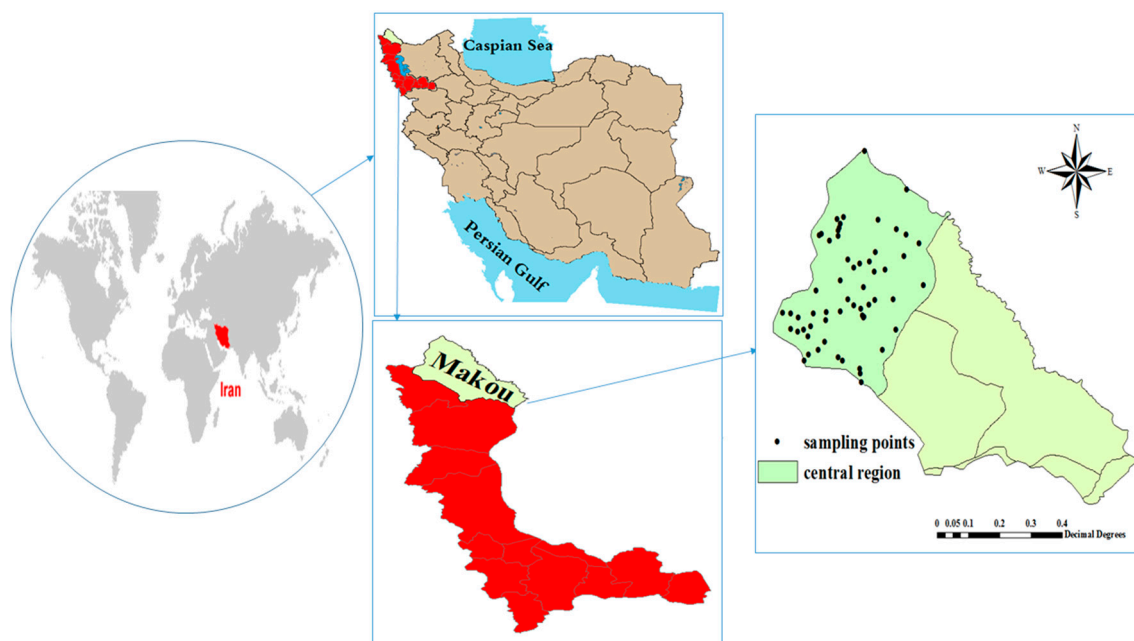 Iran
Caspian Sea
Persian Gulf
Makou
N
W E
S
sampling points
central region
0 0.05 0.1 0.2 0.3 0.4
Decimal Degrees